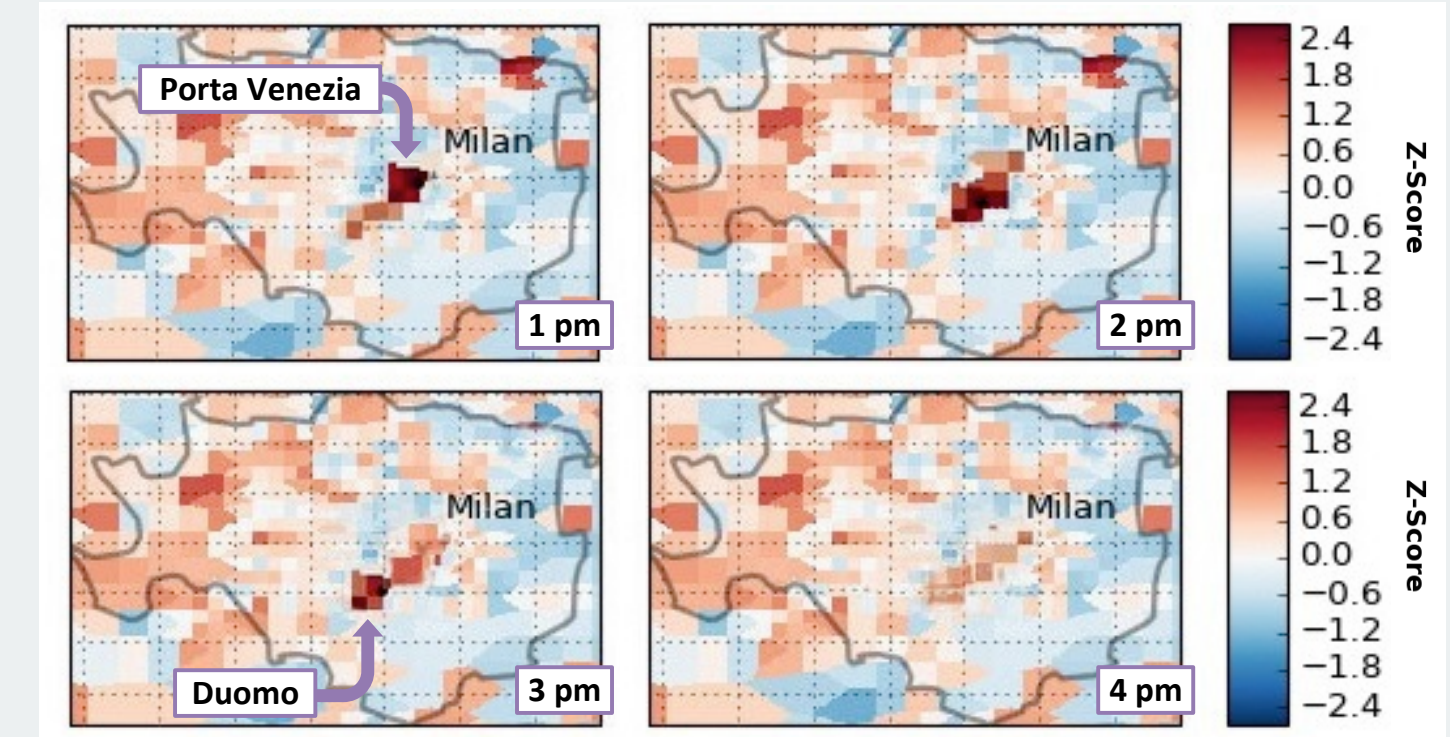 Porta Venezia
Milan
1 pm
Milan
2 pm
2.4
1.8
1.2
0.6
0.0
−0.6
−1.2
−1.8
−2.4
Z-Score
Milan
Duomo
3 pm
Milan
4 pm
2.4
1.8
1.2
0.6
0.0
−0.6
−1.2
−1.8
−2.4
Z-Score